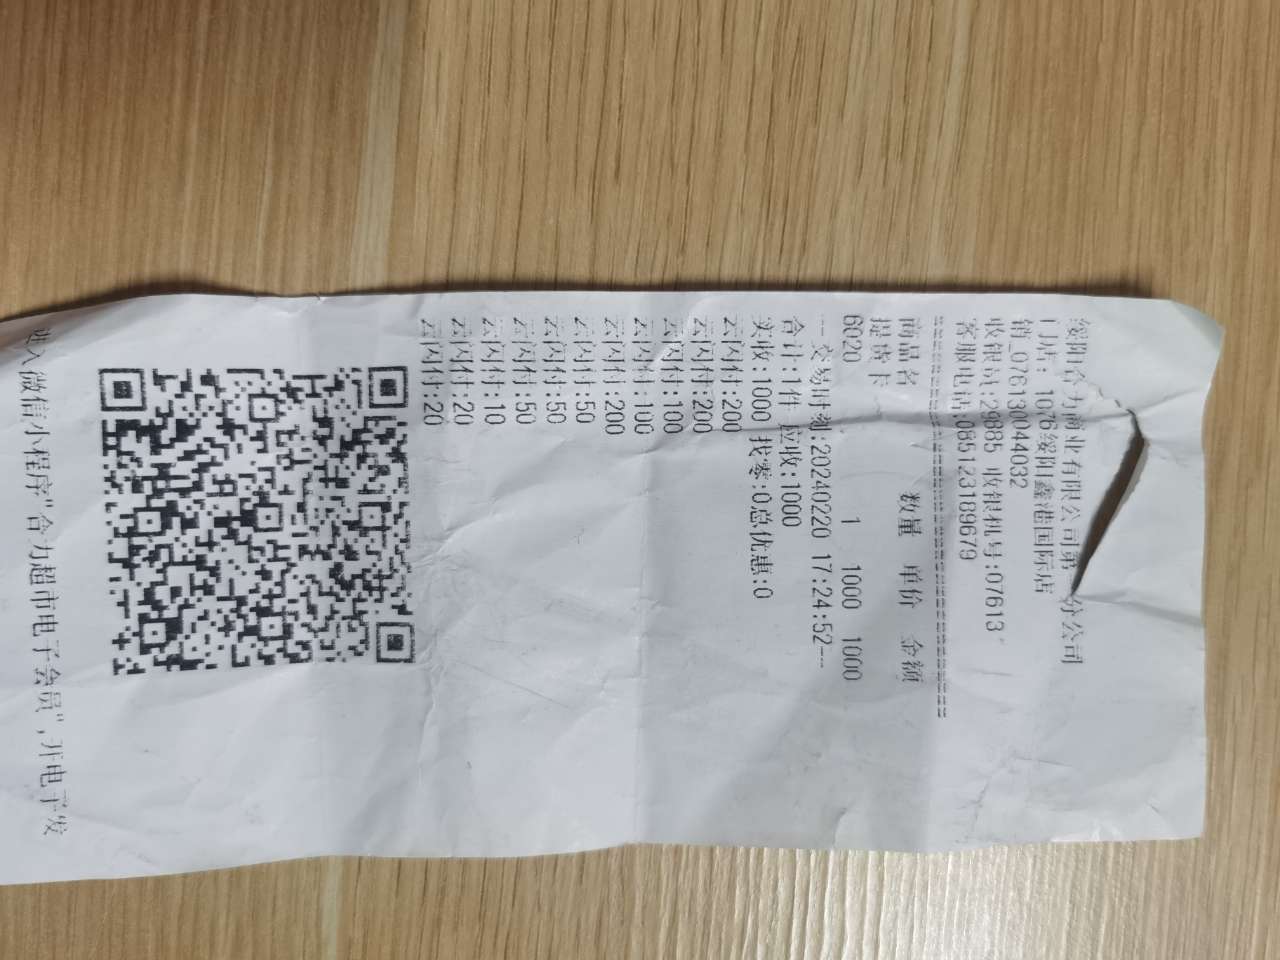 绥阳合力商业有限公司第 分公司
门店：1076绥阳鑫港国际店
销_076130044032
收银员:29885 收银机号:07613
客服电话:085123189679
商品名 数量 单价 金额
提货卡
6020 1 1000 1000
---交易时刻:20240220 17:24:52---
合计:1件 应收:1000
实收:1000 找零:0总优惠:0
云闪付:200
云闪付:200
云闪付:100
云闪付:100
云闪付:200
云闪付:50
云闪付:50
云闪付:50
云闪付:10
云闪付:20
云闪付:20
进入微信小程序"合力超市电子会员",开电子发